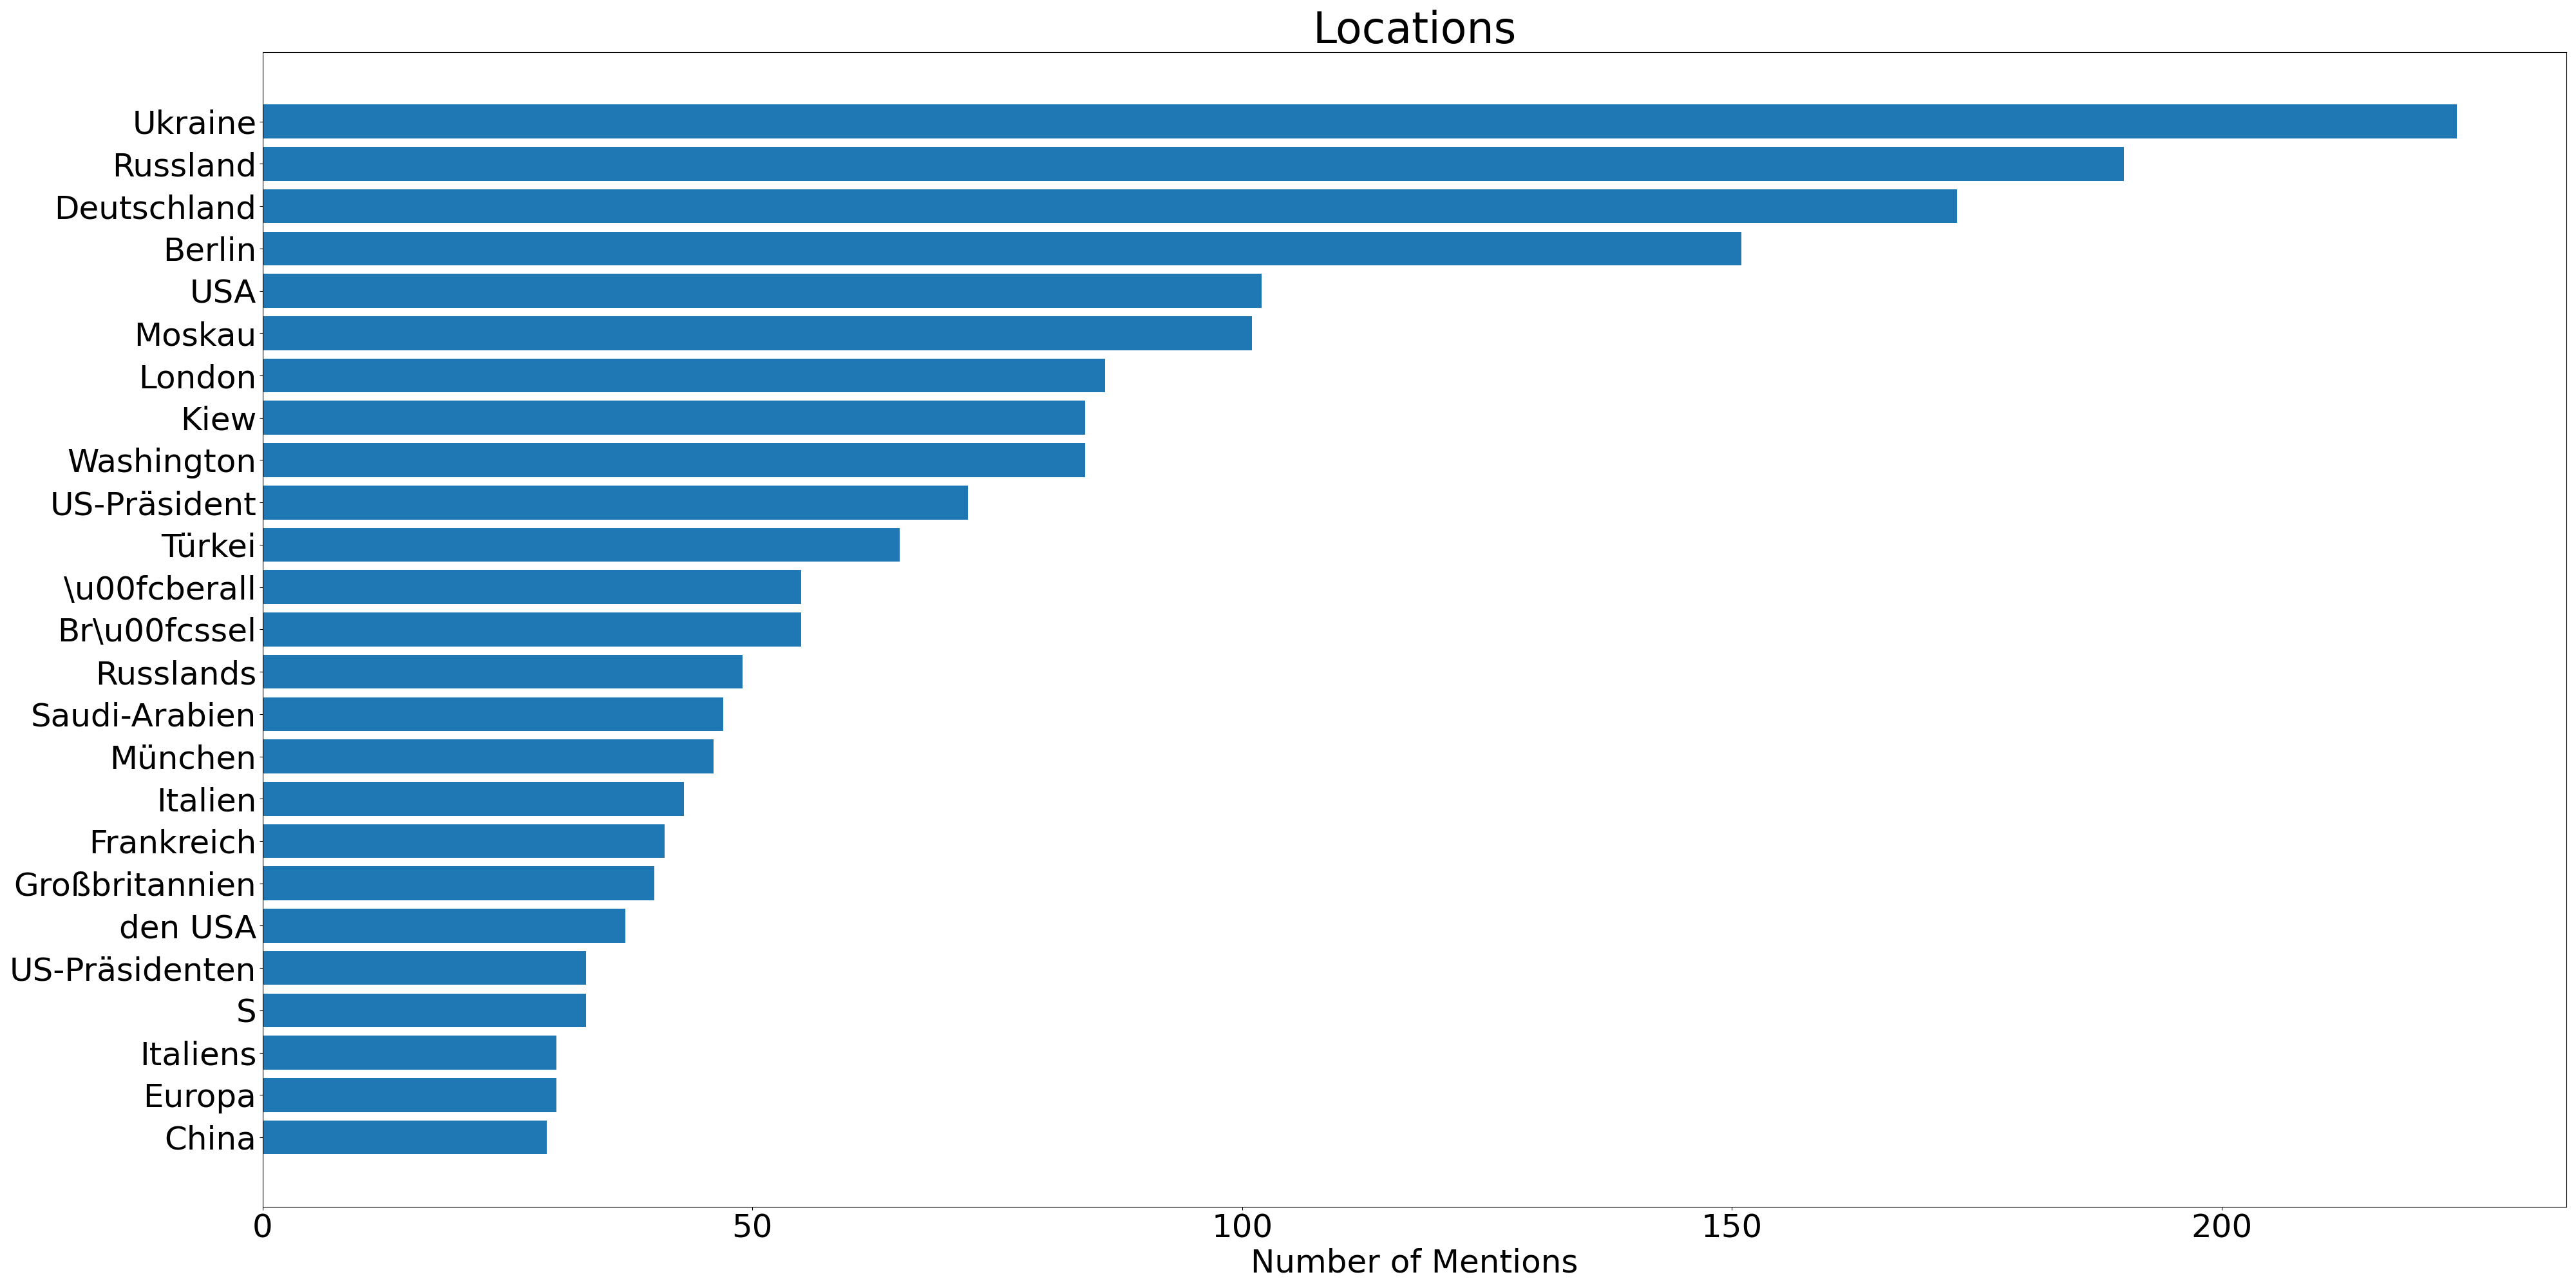 Locations
Ukraine
Russland
Deutschland
Berlin
USA
Moskau
London
Kiew
Washington
US-Präsident
Türkei
\u00fcberall
Br\u00fcssel
Russlands
Saudi-Arabien
München
Italien
Frankreich
Großbritannien
den USA
US-Präsidenten
S
Italiens
Europa
China
0 50 100 150 200
Number of Mentions